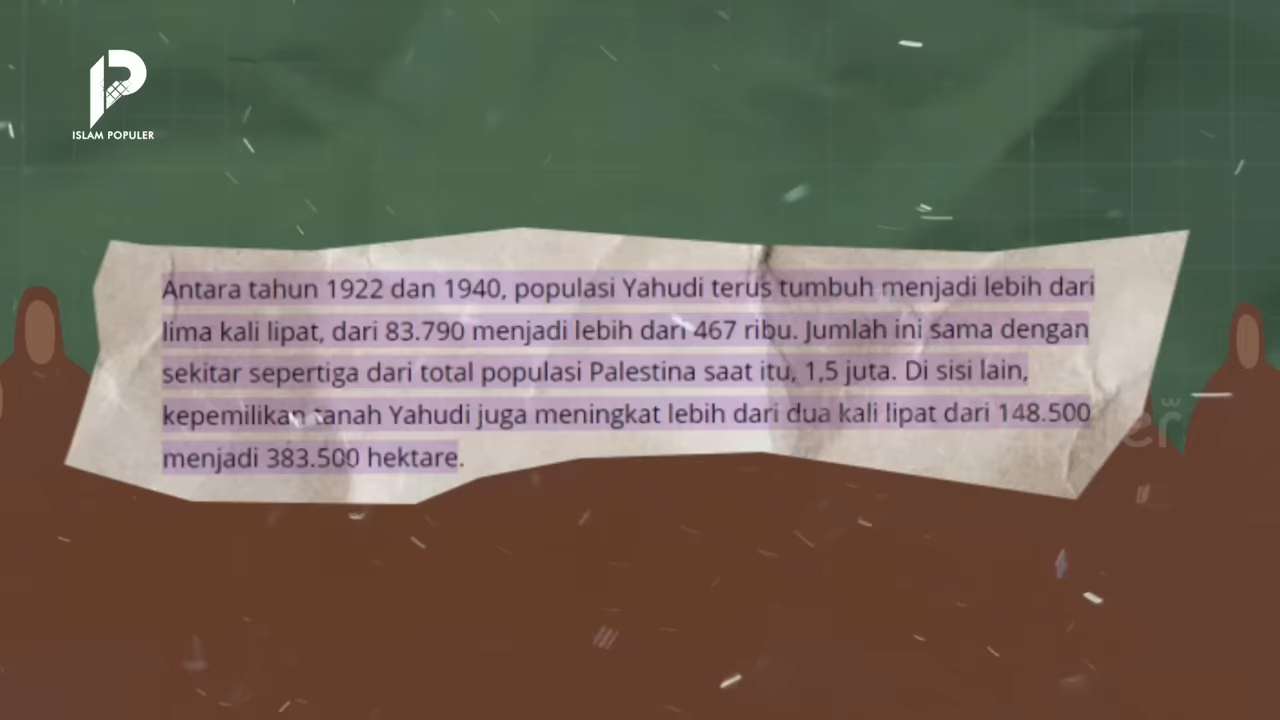 ISLAM POPULER
Antara tahun 1922 dan 1940, populasi Yahudi terus tumbuh menjadi lebih dari
lima kali lipat, dari 83.790 menjadi lebih dari 467 ribu. Jumlah ini sama dengan
sekitar sepertiga dari total populasi Palestina saat itu, 1,5 juta. Di sisi lain,
kepemilikan tanah Yahudi juga meningkat lebih dari dua kali lipat dari 148.500
menjadi 383.500 hektare.